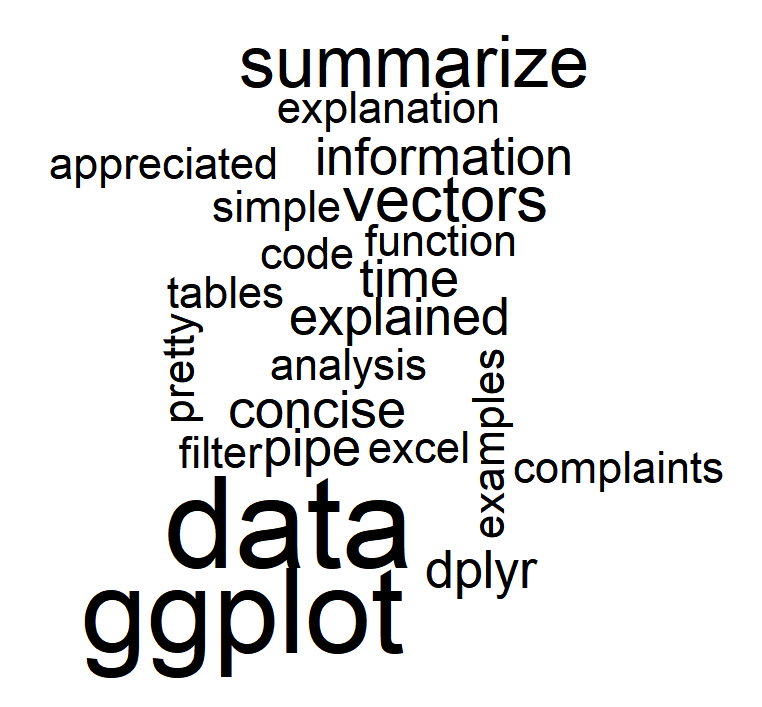 summarize
explanation
appreciated
information
simple
vectors
function
code
time
tables
explained
pretty
analysis
examples
concise
filter
pipe
excel
complaints
data
dplyr
ggplot